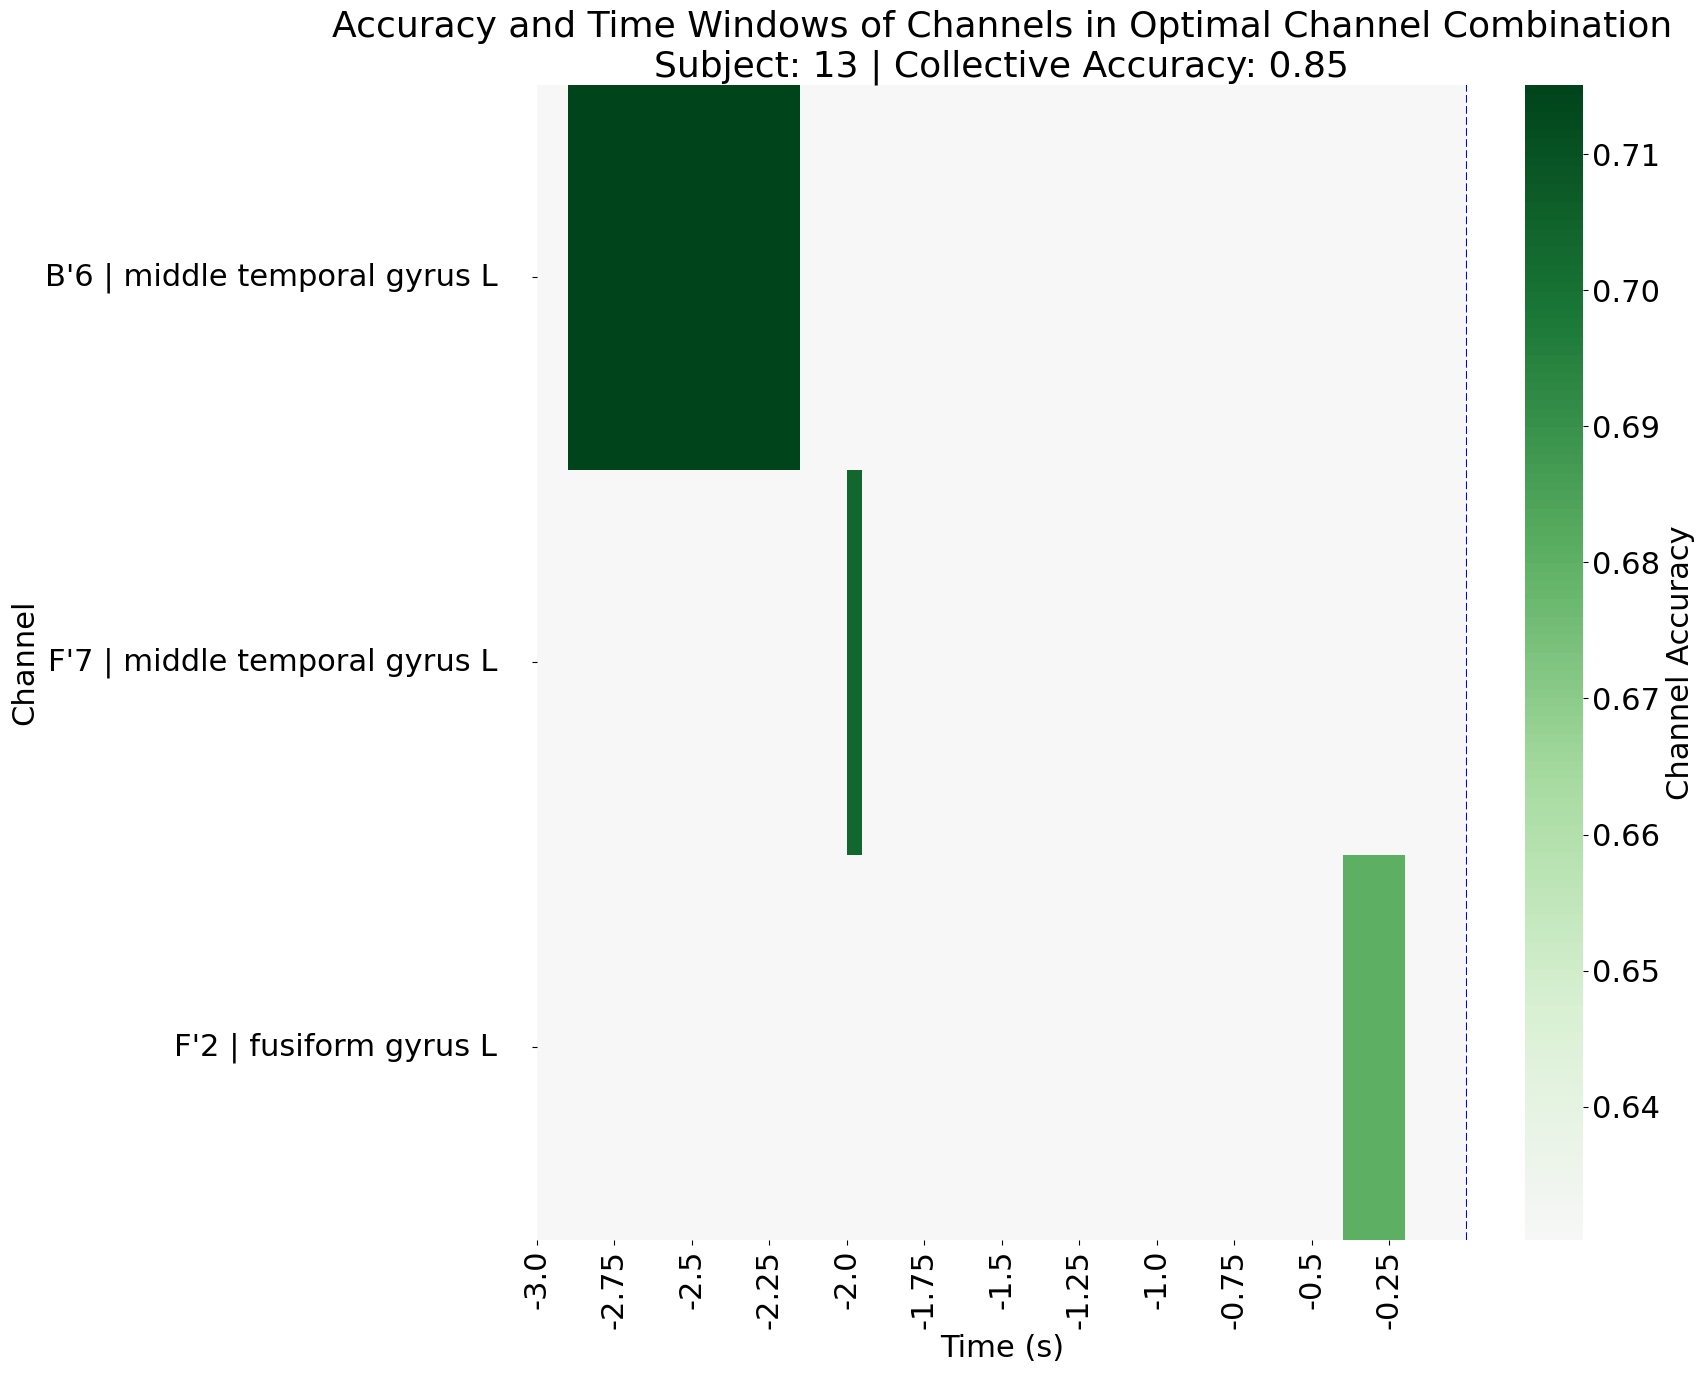 Accuracy and Time Windows of Channels in Optimal Channel Combination
Subject: 13 | Collective Accuracy: 0.85
Channel
B'6 | middle temporal gyrus L
F'7 | middle temporal gyrus L
F'2 | fusiform gyrus L
-3.0
-2.75
-2.5
-2.25
-2.0
-1.75
-1.5
-1.25
-1.0
-0.75
-0.5
-0.25
Time (s)
0.71
0.70
0.69
0.68
0.67
0.66
0.65
0.64
Channel Accuracy